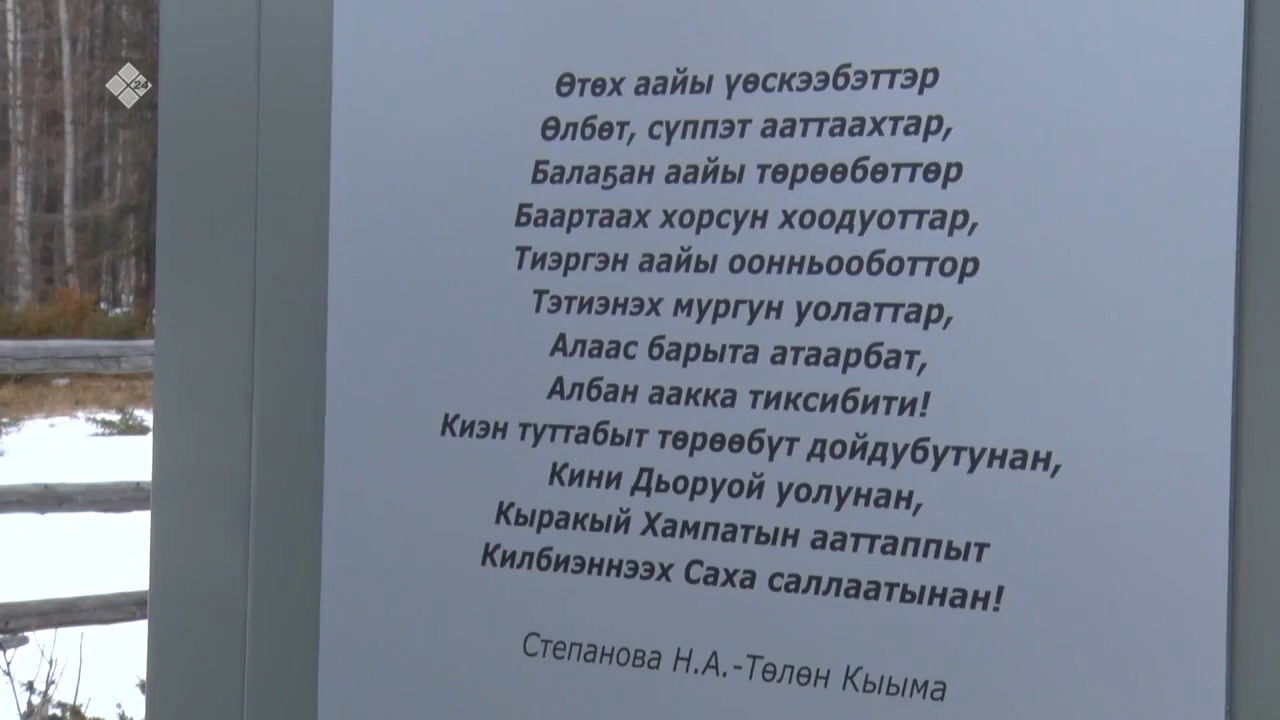 24
Өтөх аайы үөскээбэттэр
Өлбөт, сүппэт ааттаахтар,
Балаҕан аайы төрөөбөттөр
Баартаах хорсун хоодуоттар,
Тиэргэн аайы оонньооботтор
Тэтиэнэх мургун уолаттар,
Алаас барыта атаарбат,
Албан аакка тиксибити!
Киэн туттабыт төрөөбүт дойдубутунан,
Кини Дьоруой уолунан,
Кыракый Хампатын ааттаппыт
Килбиэннээх Саха саллаатынан!
Степанова Н.А.-Төлөн Кыыма